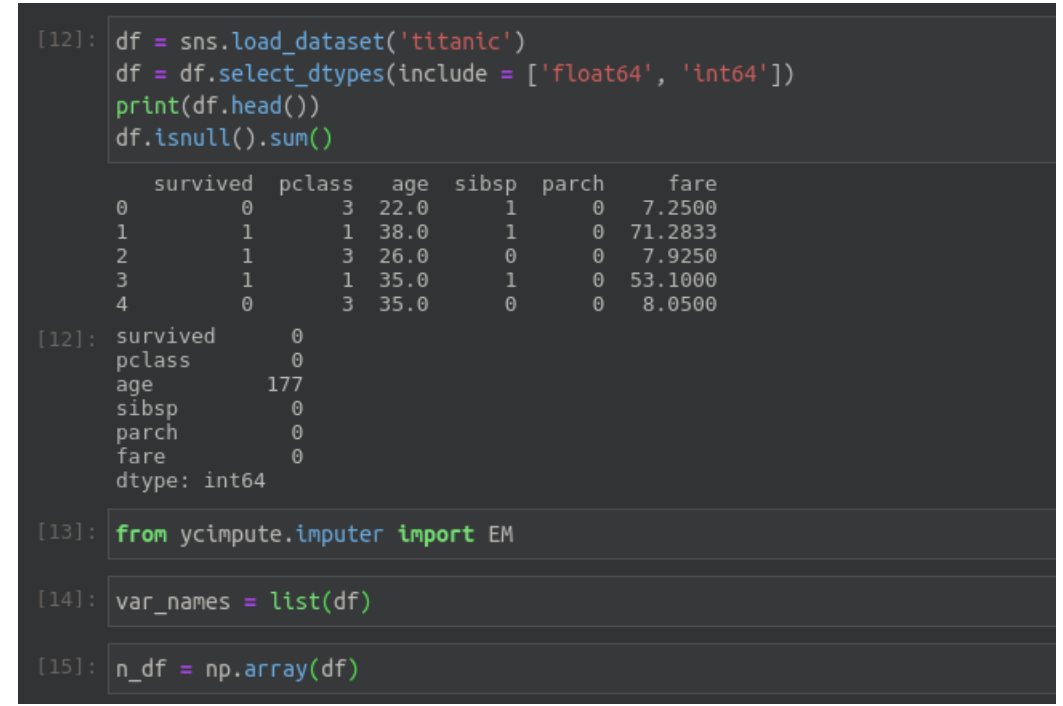 [12]: df = sns.load_dataset('titanic')
df = df.select_dtypes(include = ['float64', 'int64'])
print(df.head())
df.isnull().sum()
survived pclass age sibsp parch fare
0 0 3 22.0 1 0 7.2500
1 1 1 38.0 1 0 71.2833
2 1 3 26.0 0 0 7.9250
3 1 1 35.0 1 0 53.1000
4 0 3 35.0 0 0 8.0500
[12]: survived 0
pclass 0
age 177
sibsp 0
parch 0
fare 0
dtype: int64
[13]: from ycimpute.imputer import EM
[14]: var_names = list(df)
[15]: n_df = np.array(df)